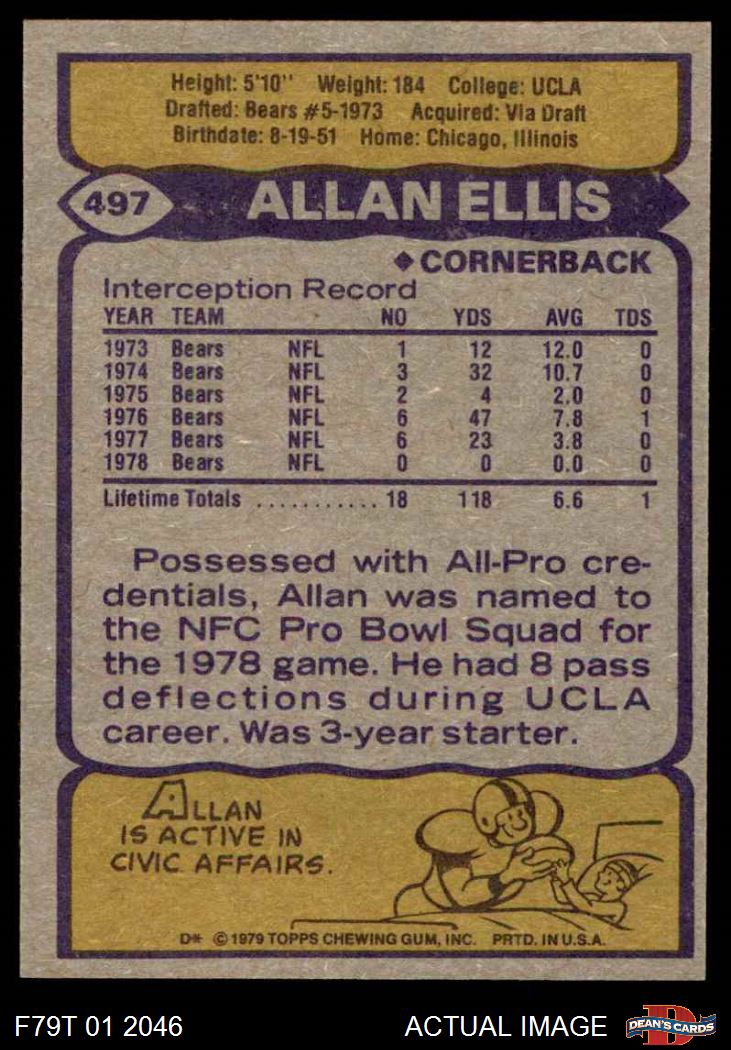 Height: 5'10" Weight: 184 College: UCLA
Drafted: Bears #5-1973 Acquired: Via Draft
Birthdate: 8-19-51 Home: Chicago, Illinois
497 ALLAN ELLIS
◆ CORNERBACK
Interception Record
YEAR TEAM NO YDS AVG TDS
1973 Bears NFL 1 12 12.0 0
1974 Bears NFL 3 32 10.7 0
1975 Bears NFL 2 4 2.0 0
1976 Bears NFL 6 47 7.8 1
1977 Bears NFL 6 23 3.8 0
1978 Bears NFL 0 0 0.0 0
Lifetime Totals ........... 18 118 6.6 1
Possessed with All-Pro cre-
dentials, Allan was named to
the NFC Pro Bowl Squad for
the 1978 game. He had 8 pass
deflections during UCLA
career. Was 3-year starter.
ALLAN
IS ACTIVE IN
CIVIC AFFAIRS.
D* © 1979 TOPPS CHEWING GUM, INC. PRTD. IN U.S.A.
F79T 01 2046 ACTUAL IMAGE D DEAN'S CARDS